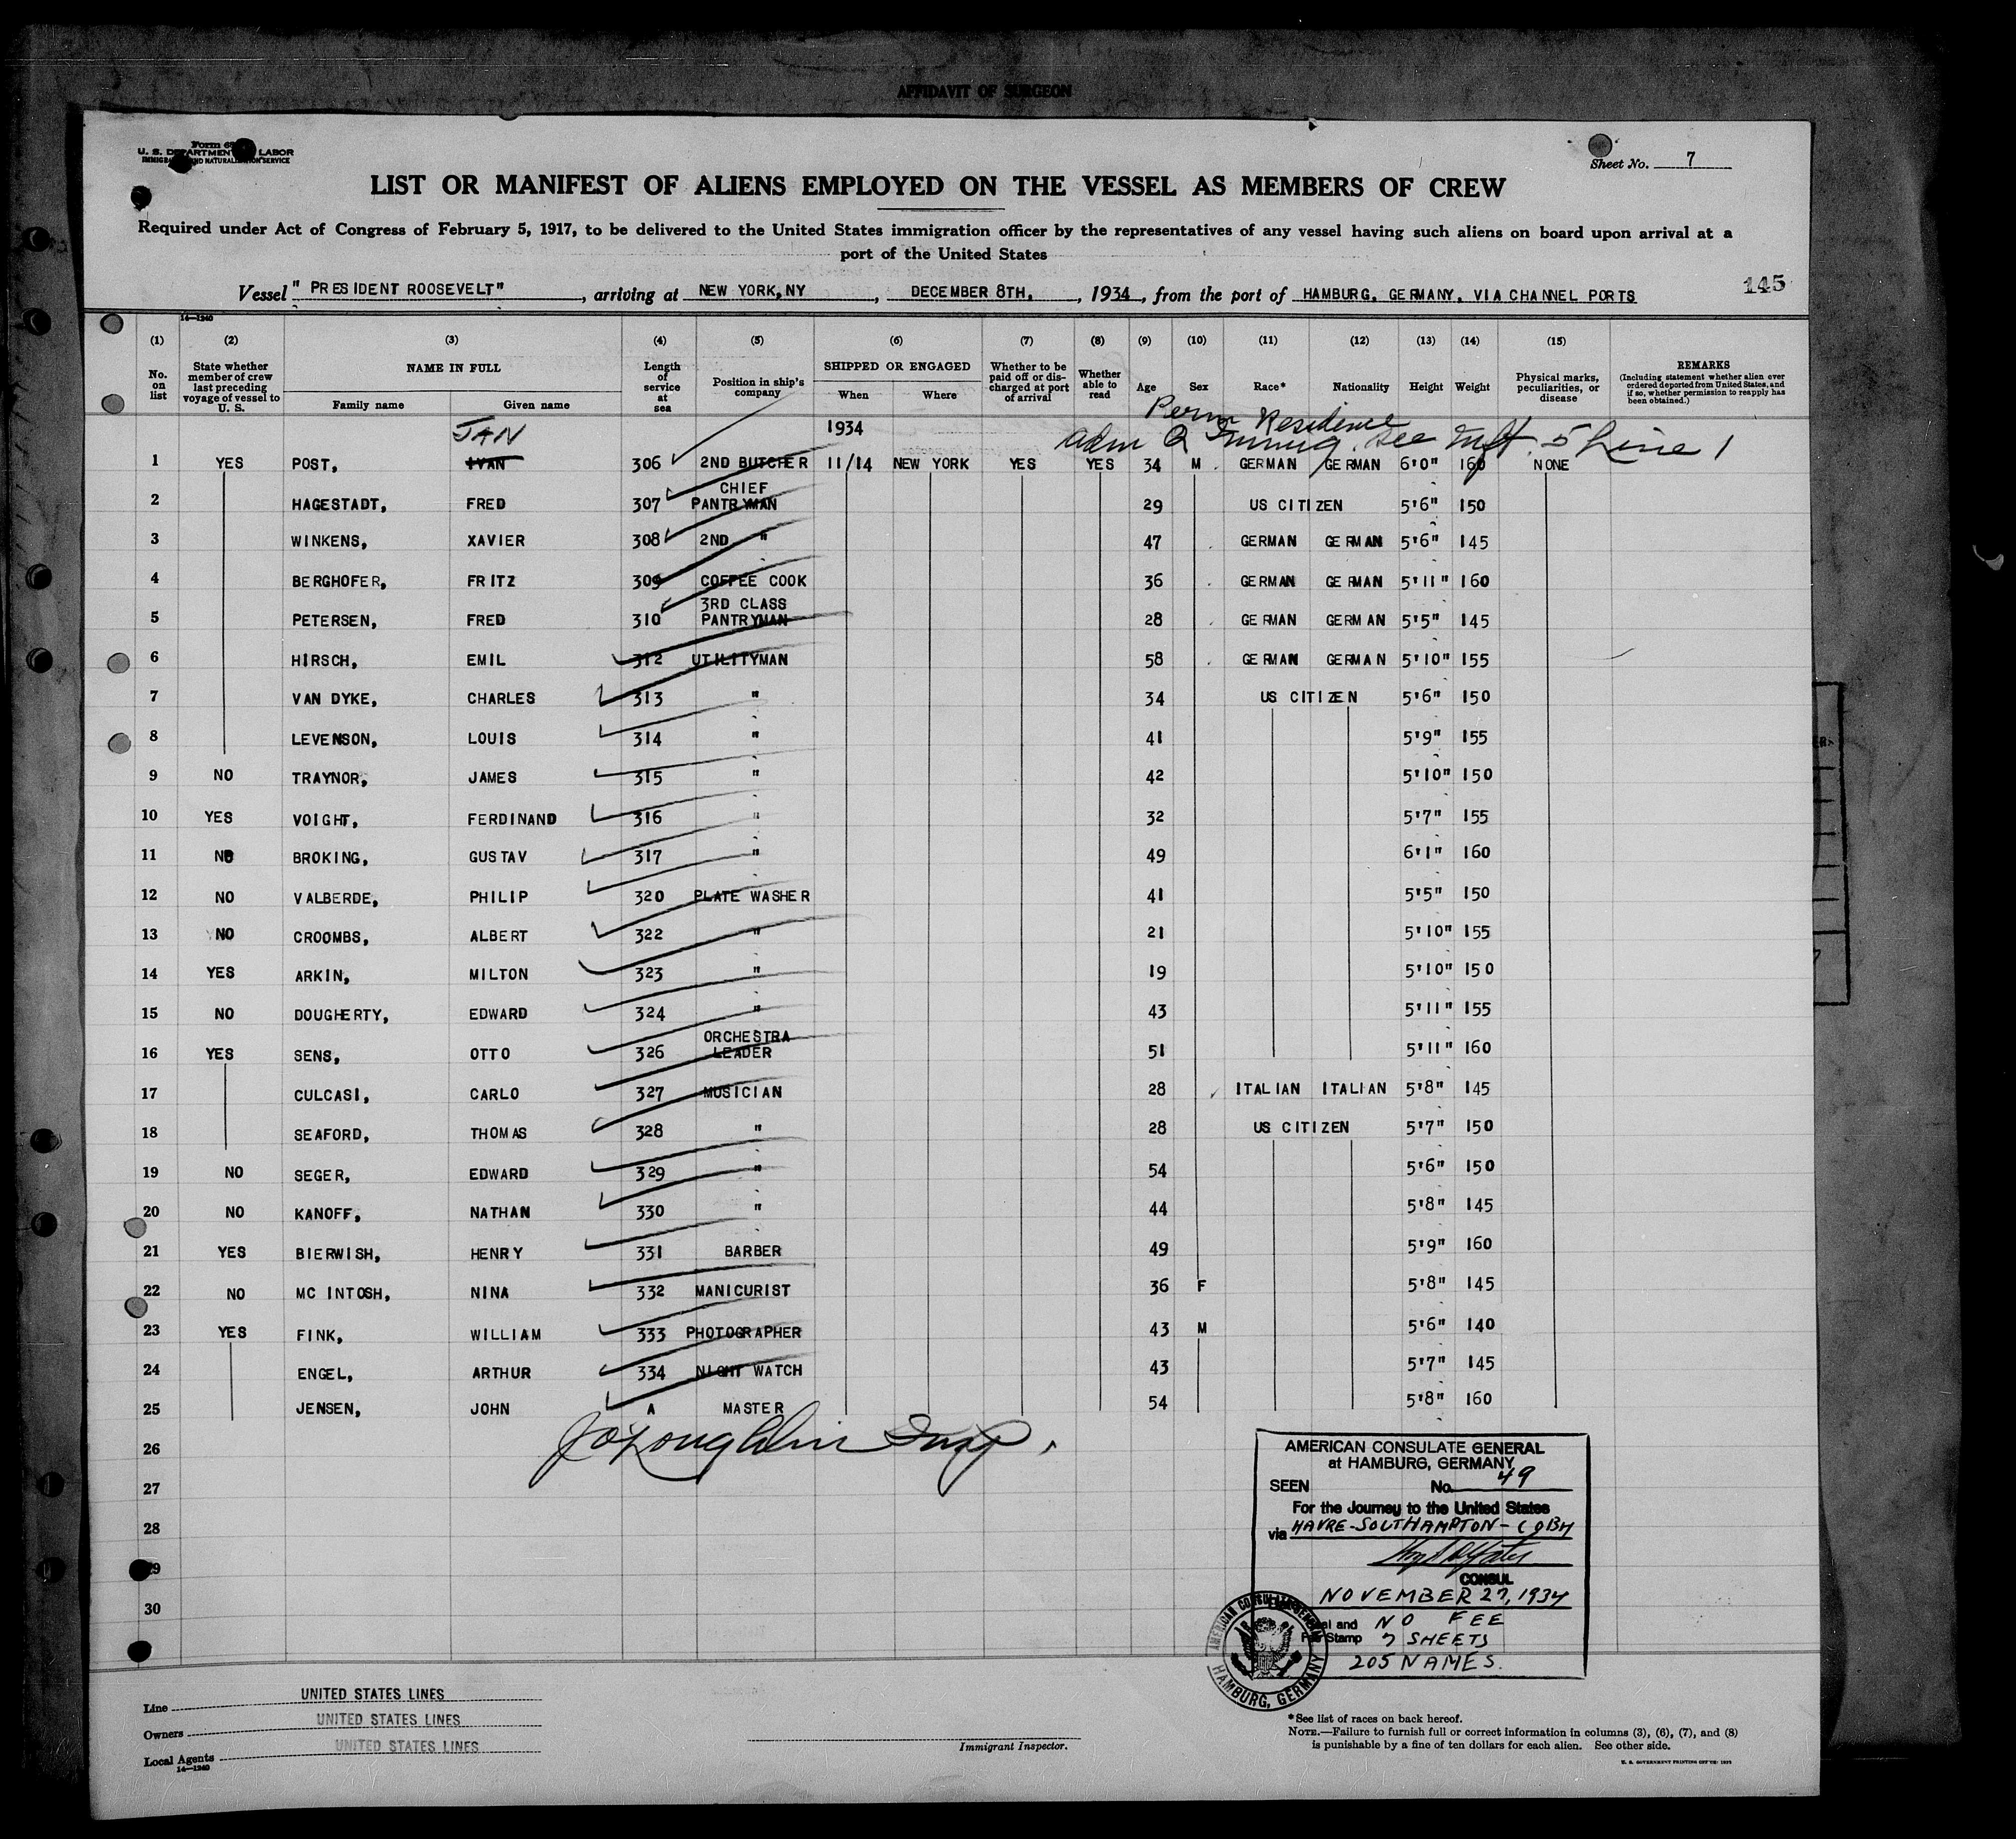 AFFIDAVIT OF SURGEON
U. S. DEPARTMENT LABOR
Sheet No. 7
LIST OR MANIFEST OF ALIENS EMPLOYED ON THE VESSEL AS MEMBERS OF CREW
Required under Act of Congress of February 5, 1917, to be delivered to the United States immigration officer by the representatives of any vessel having such aliens on board upon arrival at a
port of the United States
Vessel "PRESIDENT ROOSEVELT", arriving at NEW YORK,NY, DECEMBER 8TH, , 1934, from the port of HAMBURG, GERMANY, VIA CHANNEL PORTS
145
14—1240
(1) (2) (3) (4) (5) (6) (7) (8) (9) (10) (11) (12) (13) (14) (15)
No. on list State whether member of crew last preceding voyage of vessel to U. S. NAME IN FULL Family name Given name Length of service at sea Position in ship's company SHIPPED OR ENGAGED When Where Whether to be paid off or discharged at port of arrival Whether able to read Age Sex Race* Nationality Height Weight Physical marks, peculiarities, or disease REMARKS (Including statement whether alien ever ordered deported from United States, and if so, whether permission to reapply has been obtained.)
Perm Residence
JAN 1934 adm see mft. 5 Line 1
1 YES POST, IVAN 306 2ND BUTCHER 11/14 NEW YORK YES YES 34 M GERMAN GERMAN 6'0" 160 NONE
2 HAGESTADT, FRED 307 CHIEF PANTRYMAN 29 US CITIZEN 5'6" 150
3 WINKENS, XAVIER 308 2ND " 47 GERMAN GERMAN 5'6" 145
4 BERGHOFER, FRITZ 309 COFFEE COOK 36 GERMAN GERMAN 5'11" 160
5 PETERSEN, FRED 310 3RD CLASS PANTRYMAN 28 GERMAN GERMAN 5'5" 145
6 HIRSCH, EMIL 312 UTILITYMAN 58 GERMAN GERMAN 5'10" 155
7 VAN DYKE, CHARLES 313 " 34 US CITIZEN 5'6" 150
8 LEVENSON, LOUIS 314 " 41 5'9" 155
9 NO TRAYNOR, JAMES 315 " 42 5'10" 150
10 YES VOIGHT, FERDINAND 316 " 32 5'7" 155
11 NO BROKING, GUSTAV 317 " 49 6'1" 160
12 NO VALBERDE, PHILIP 320 PLATE WASHER 41 5'5" 150
13 NO CROOMBS, ALBERT 322 " 21 5'10" 155
14 YES ARKIN, MILTON 323 " 19 5'10" 150
15 NO DOUGHERTY, EDWARD 324 " 43 5'11" 155
16 YES SENS, OTTO 326 ORCHESTRA LEADER 51 5'11" 160
17 CULCASI, CARLO 327 MUSICIAN 28 ITALIAN ITALIAN 5'8" 145
18 SEAFORD, THOMAS 328 " 28 US CITIZEN 5'7" 150
19 NO SEGER, EDWARD 329 " 54 5'6" 150
20 NO KANOFF, NATHAN 330 " 44 5'8" 145
21 YES BIERWISH, HENRY 331 BARBER 49 5'9" 160
22 NO MC INTOSH, NINA 332 MANICURIST 36 F 5'8" 145
23 YES FINK, WILLIAM 333 PHOTOGRAPHER 43 M 5'6" 140
24 ENGEL, ARTHUR 334 NIGHT WATCH 43 5'7" 145
25 JENSEN, JOHN A MASTER 54 5'8" 160
26
27
28
29
30
AMERICAN CONSULATE GENERAL
at HAMBURG, GERMANY
SEEN No. 49
For the Journey to the United States
via HAVRE-SOUTHAMPTON-COBH
CONSUL
NOVEMBER 27, 1934
NO FEE
Stamp 7 SHEETS
205 NAMES.
HAMBURG, GERMANY
Line UNITED STATES LINES
Owners UNITED STATES LINES
Local Agents UNITED STATES LINES
14—1240
Immigrant Inspector.
*See list of races on back hereof.
NOTE.—Failure to furnish full or correct information in columns (3), (6), (7), and (8)
is punishable by a fine of ten dollars for each alien. See other side.